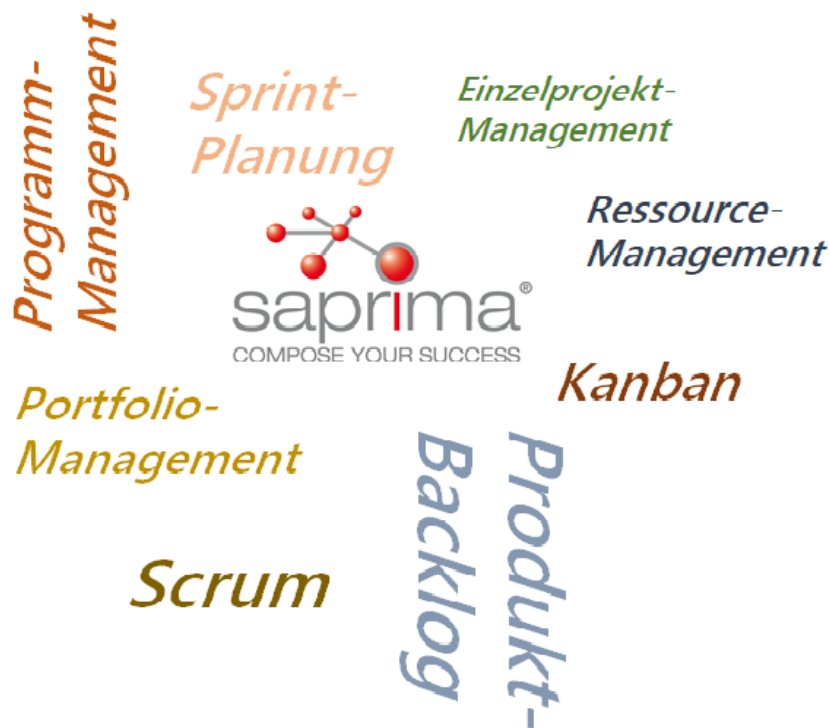 Programm-
Management
Sprint-
Planung
Einzelprojekt-
Management
Ressource-
Management
saprima®
COMPOSE YOUR SUCCESS
Kanban
Portfolio-
Management
Produkt-
Backlog
Scrum